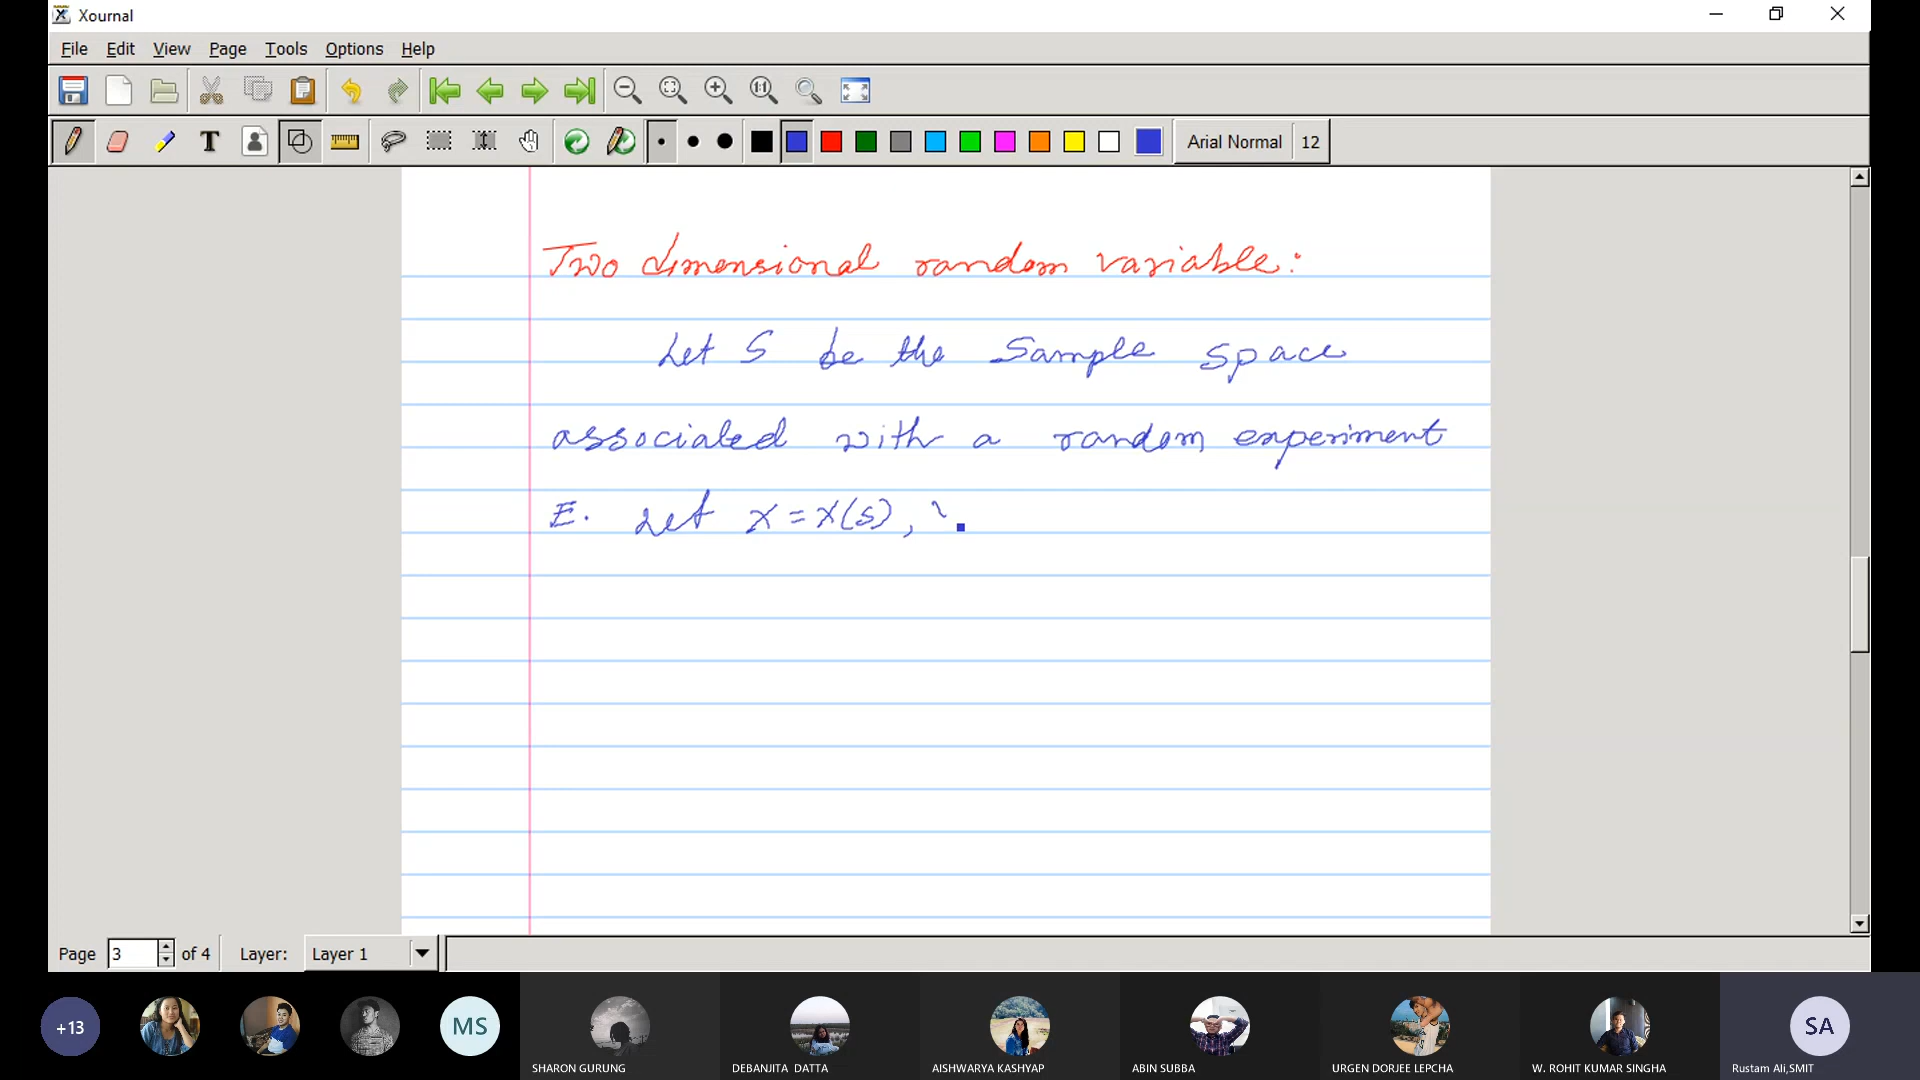 Xournal
File Edit View Page Tools Options Help
Arial Normal 12
Two dimensional random variable:
Let S be the Sample space
associated with a random experiment
E. Let X = X(s),
Page 3 of 4 Layer: Layer 1
+13 MS SA
SHARON GURUNG DEBANJITA DATTA AISHWARYA KASHYAP ABIN SUBBA URGEN DORJEE LEPCHA W. ROHIT KUMAR SINGHA Rustam Ali,SMIT